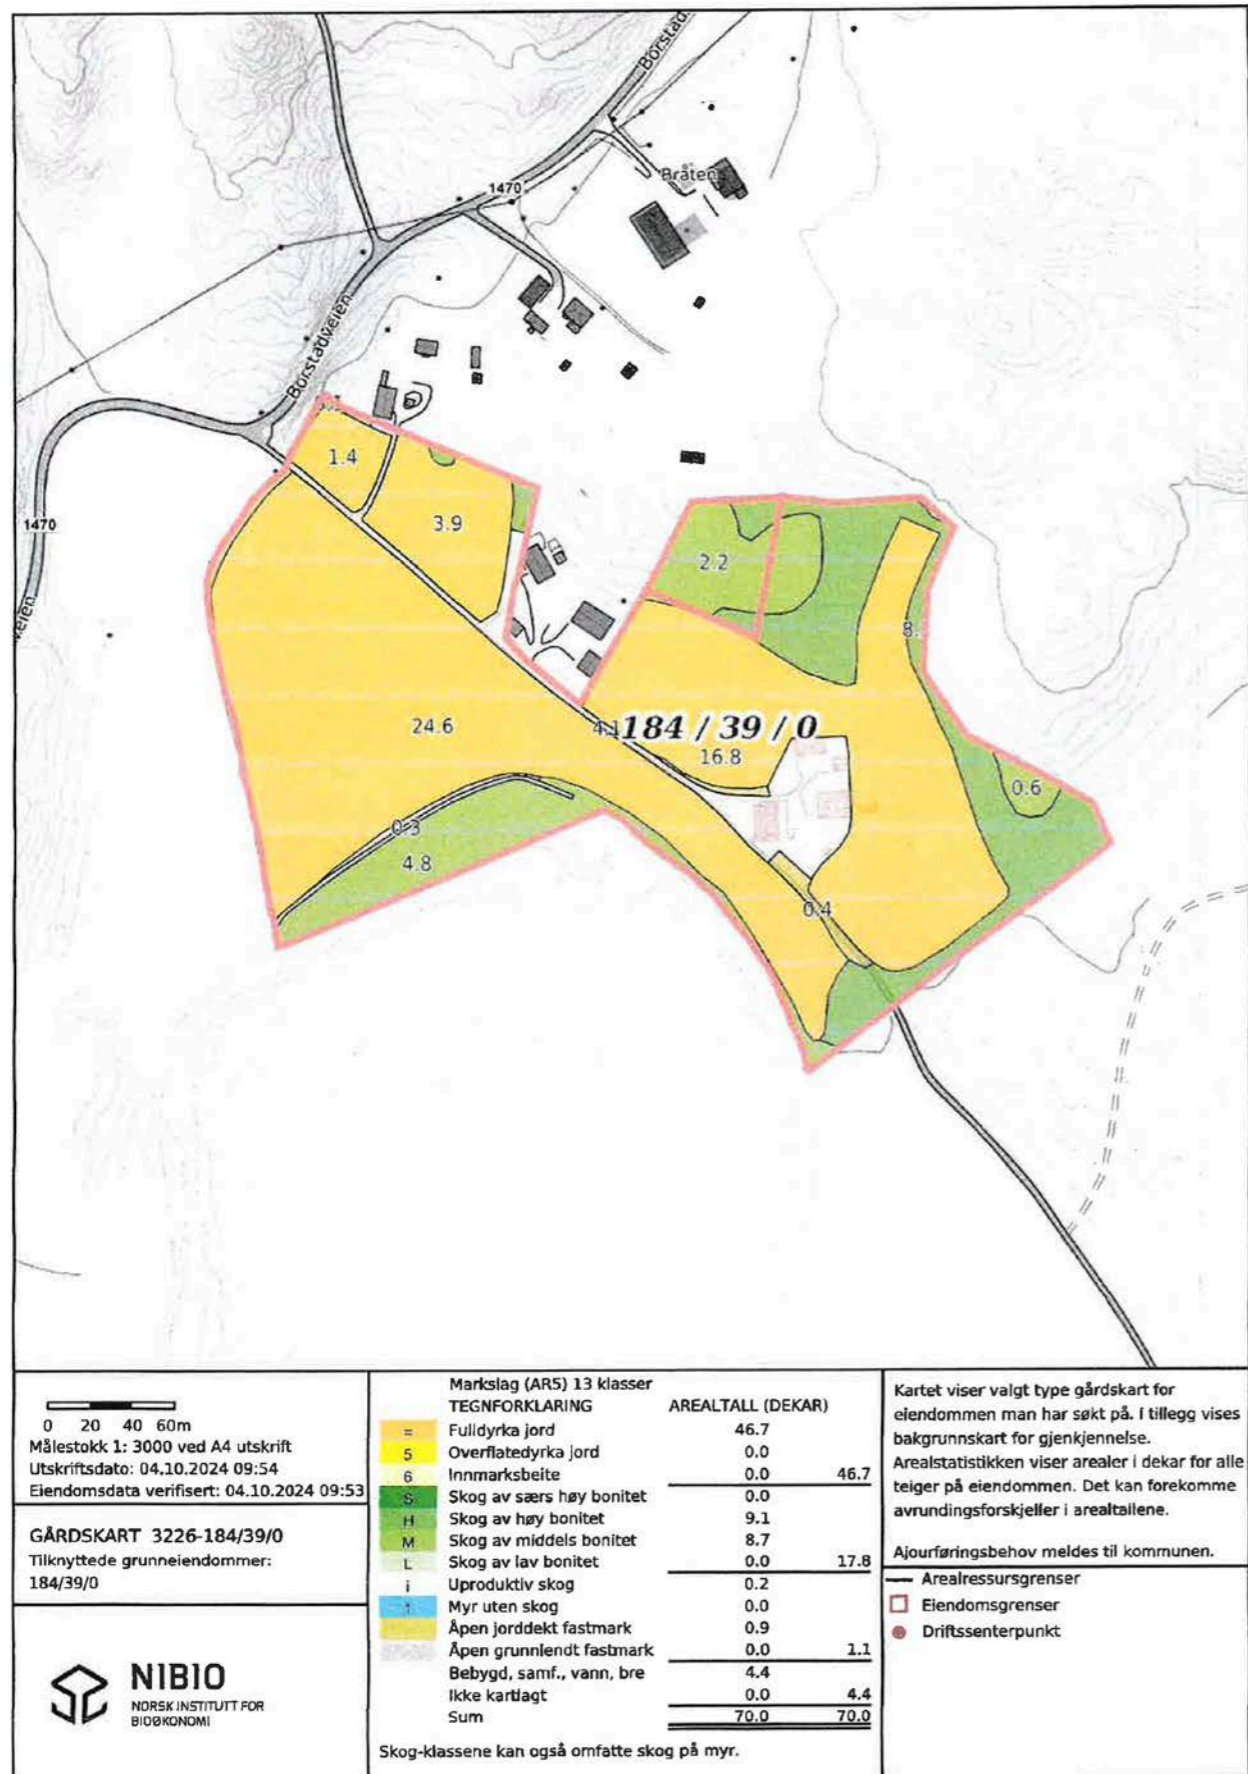 Borstad
1470
Bråten
Borstadveien
1.4
3.9
1470
2.2
8.
24.6
4.1
184 / 39 / 0
16.8
0.6
0.3
4.8
0.4
0 20 40 60m
Målestokk 1: 3000 ved A4 utskrift
Utskriftsdato: 04.10.2024 09:54
Eiendomsdata verifisert: 04.10.2024 09:53
GÅRDSKART 3226-184/39/0
Tilknyttede grunneiendommer:
184/39/0
NIBIO
NORSK INSTITUTT FOR
BIOØKONOMI
Markslag (AR5) 13 klasser
TEGNFORKLARING AREALTALL (DEKAR)
= Fulldyrka jord 46.7
5 Overflatedyrka jord 0.0
6 Innmarksbeite 0.0 46.7
S Skog av særs høy bonitet 0.0
H Skog av høy bonitet 9.1
M Skog av middels bonitet 8.7
L Skog av lav bonitet 0.0 17.8
i Uproduktiv skog 0.2
Myr uten skog 0.0
Åpen jorddekt fastmark 0.9
Åpen grunnlendt fastmark 0.0 1.1
Bebygd, samf., vann, bre 4.4
Ikke kartlagt 0.0 4.4
Sum 70.0 70.0
Skog-klassene kan også omfatte skog på myr.
Kartet viser valgt type gårdskart for
eiendommen man har søkt på. I tillegg vises
bakgrunnskart for gjenkjennelse.
Arealstatistikken viser arealer i dekar for alle
teiger på eiendommen. Det kan forekomme
avrundingsforskjeller i arealtallene.
Ajourføringsbehov meldes til kommunen.
Arealressursgrenser
Eiendomsgrenser
Driftssenterpunkt